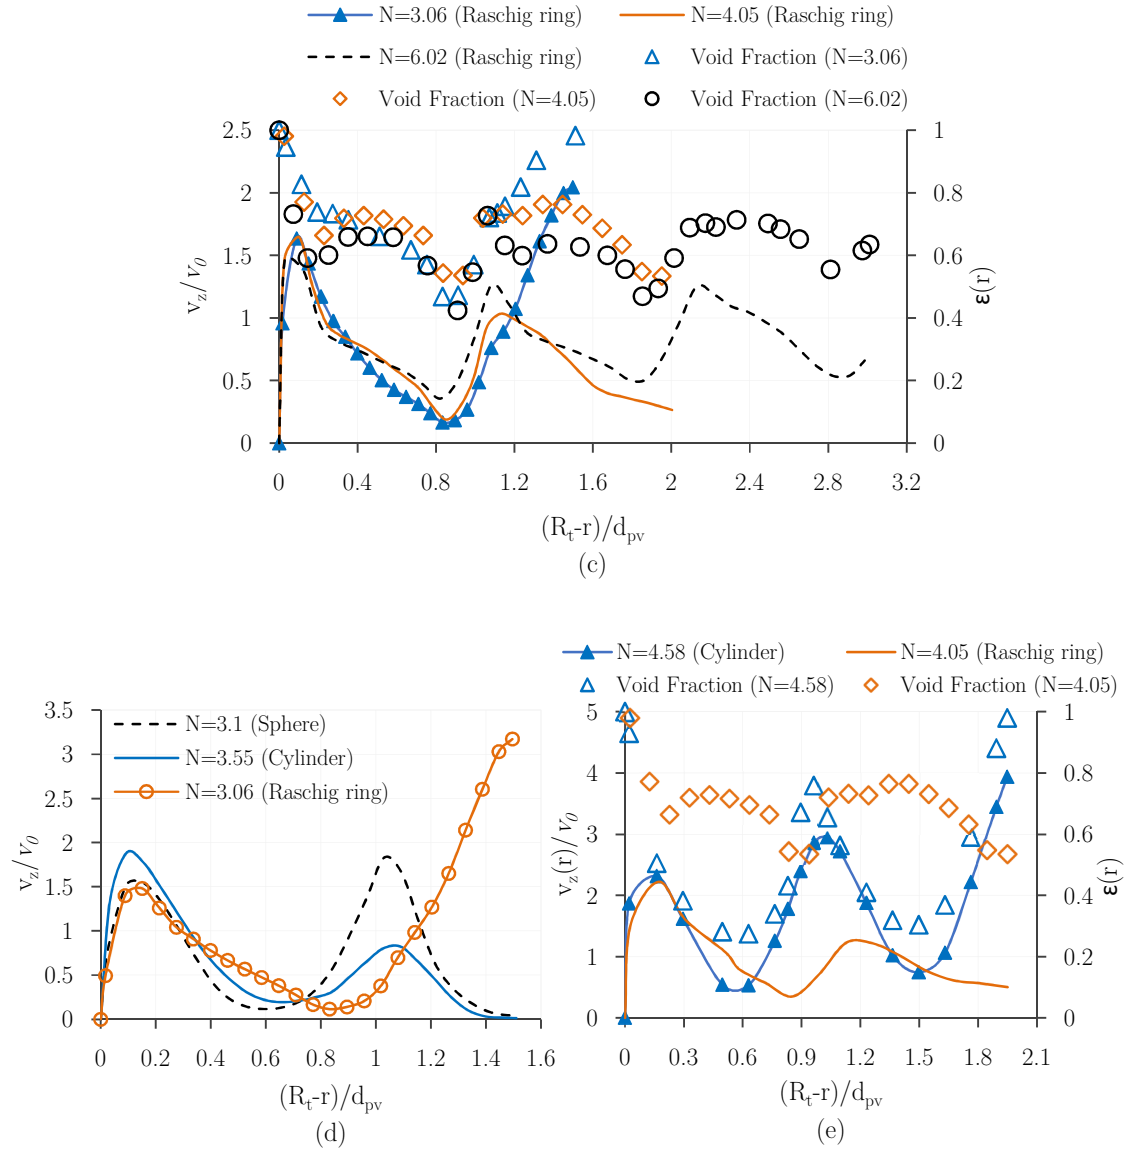 N=3.06 (Raschig ring) N=4.05 (Raschig ring)
N=6.02 (Raschig ring) Void Fraction (N=3.06)
Void Fraction (N=4.05) Void Fraction (N=6.02)
2.5 1
2 0.8
1.5 0.6
1 0.4
0.5 0.2
0 0
v_z/v_0
ε(r)
0 0.4 0.8 1.2 1.6 2 2.4 2.8 3.2
(R_t-r)/d_pv
(c)
3.5
3
2.5
2
1.5
1
0.5
0
v_z/v_0
N=3.1 (Sphere)
N=3.55 (Cylinder)
N=3.06 (Raschig ring)
0 0.2 0.4 0.6 0.8 1 1.2 1.4 1.6
(R_t-r)/d_pv
(d)
N=4.58 (Cylinder) N=4.05 (Raschig ring)
Void Fraction (N=4.58) Void Fraction (N=4.05)
5 1
4 0.8
3 0.6
2 0.4
1 0.2
0 0
v_z(r)/v_0
ε(r)
0 0.3 0.6 0.9 1.2 1.5 1.8 2.1
(R_t-r)/d_pv
(e)